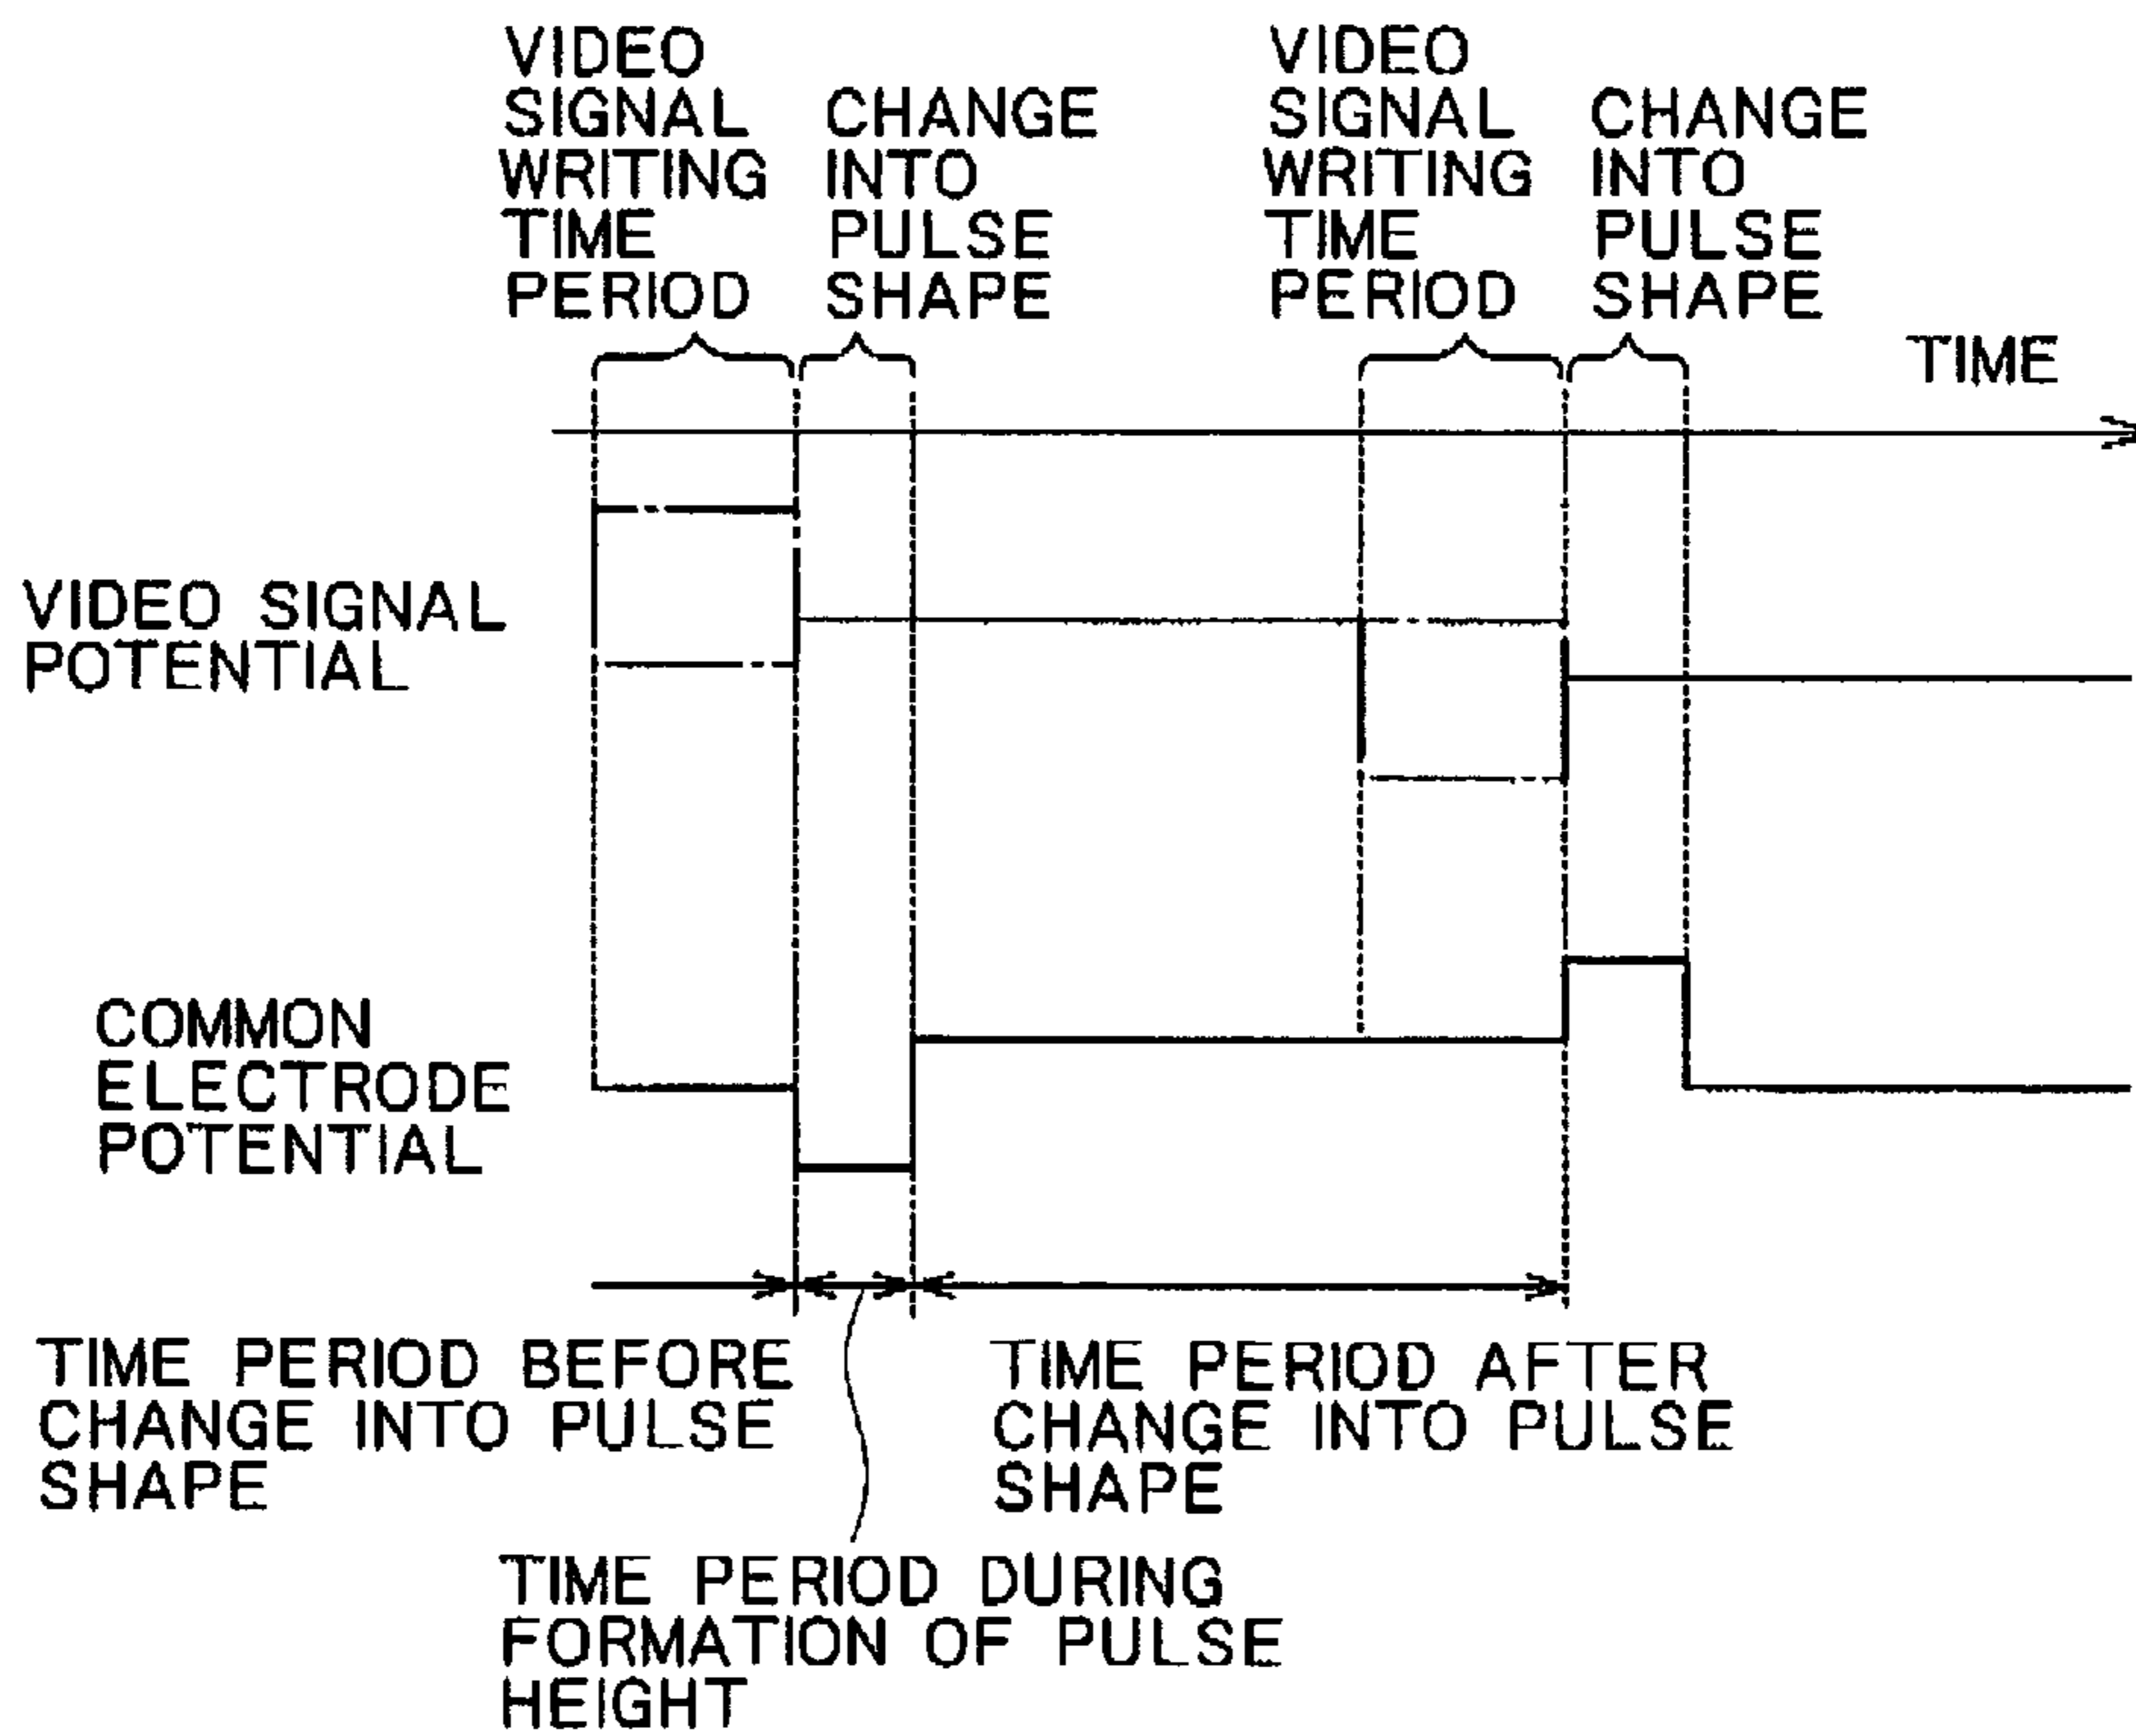 VIDEO
SIGNAL
WRITING
TIME
PERIOD
CHANGE
INTO
PULSE
SHAPE
VIDEO
SIGNAL
WRITING
TIME
PERIOD
CHANGE
INTO
PULSE
SHAPE
TIME
VIDEO SIGNAL
POTENTIAL
COMMON
ELECTRODE
POTENTIAL
TIME PERIOD BEFORE
CHANGE INTO PULSE
SHAPE
TIME PERIOD AFTER
CHANGE INTO PULSE
SHAPE
TIME PERIOD DURING
FORMATION OF PULSE
HEIGHT